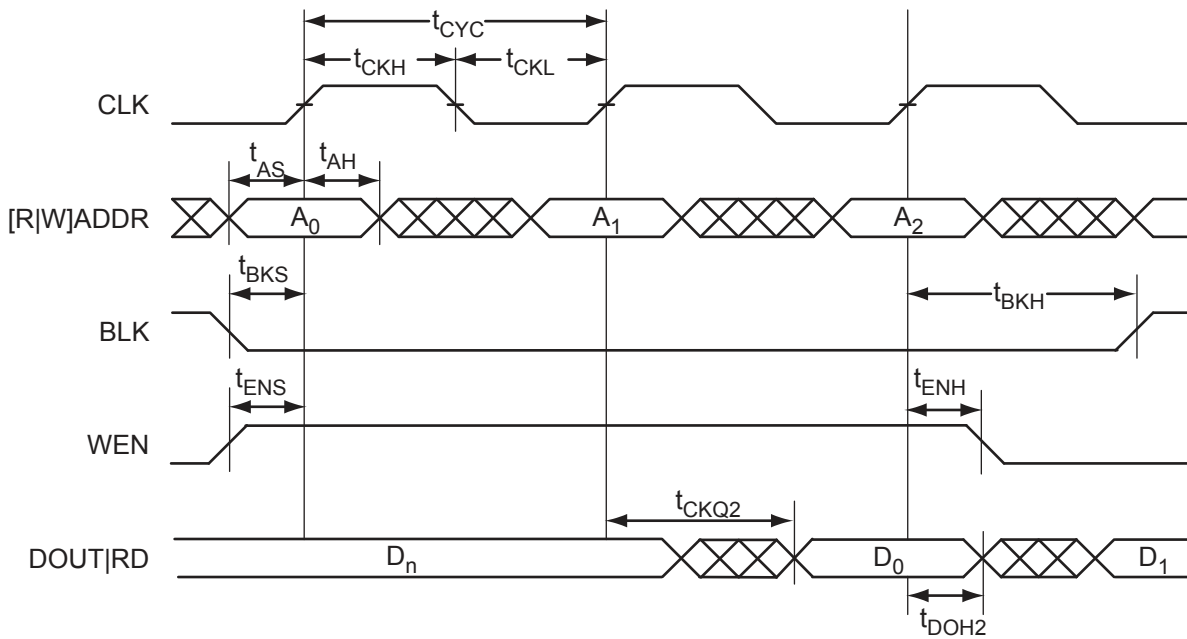 tCYC
tCKH tCKL
CLK
tAS tAH
[R|W]ADDR A0 A1 A2
tBKS tBKH
BLK
tENS tENH
WEN
tCKQ2
DOUT|RD Dn D0 D1
tDOH2